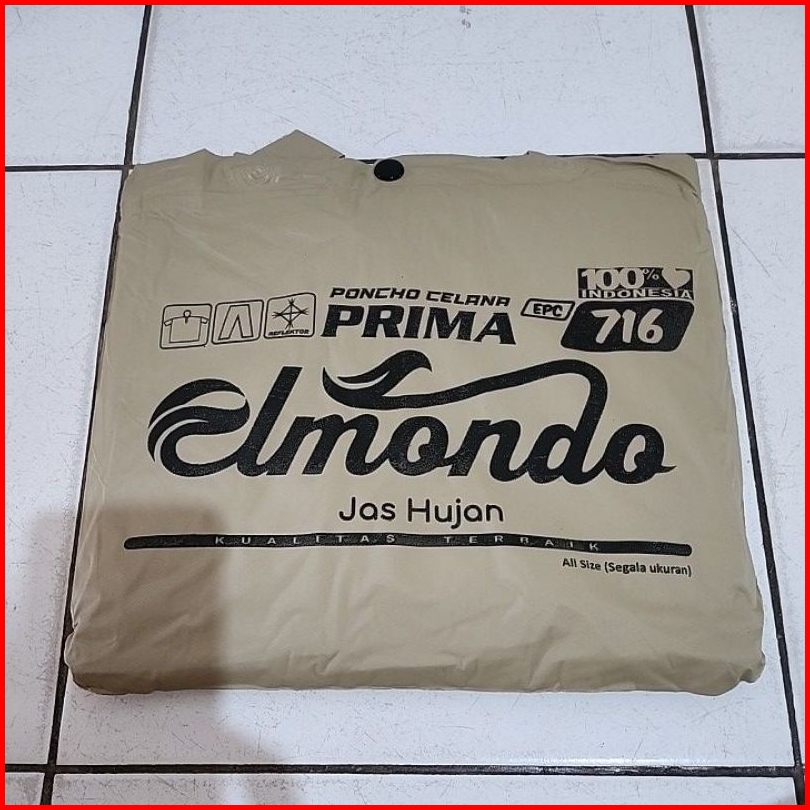 100% INDONESIA
PONCHO CELANA
PRIMA
EPC 716
REFLEKTOR
Elmondo
Jas Hujan
KUALITAS TERBAIK
All Size (Segala ukuran)